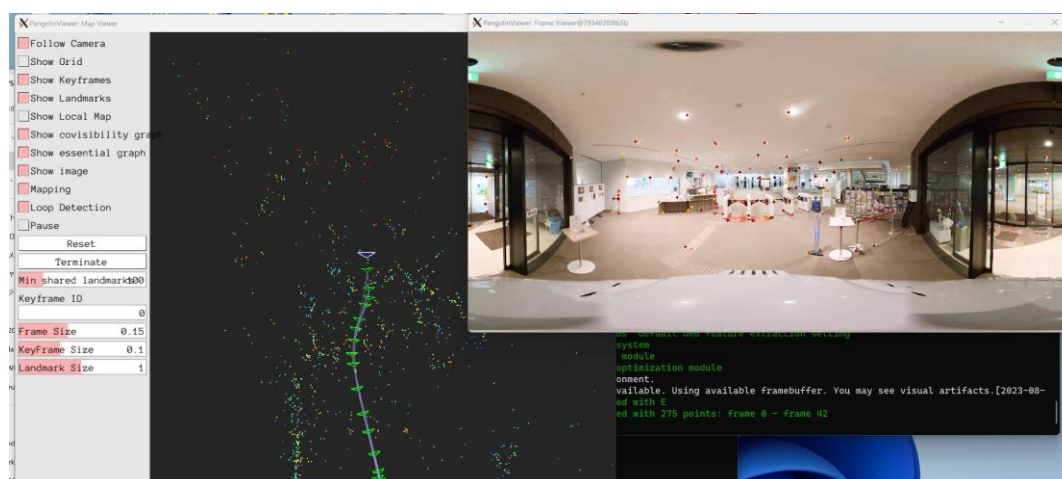 PangolinViewer: Map Viewer
Follow Camera
Show Grid
Show Keyframes
Show Landmarks
Show Local Map
Show covisibility graph
Show essential graph
Show image
Mapping
Loop Detection
Pause
Reset
Terminate
Min shared landmarks 100
Keyframe ID
0
Frame Size 0.15
KeyFrame Size 0.1
Landmark Size 1
PangolinViewer: Frame Viewer@793463f08b5b
default ORB feature extraction setting
system
module
optimization module
onment.
vailable. Using available framebuffer. You may see visual artifacts.[2023-08-
ed with E
ed with 275 points: frame 0 - frame 42